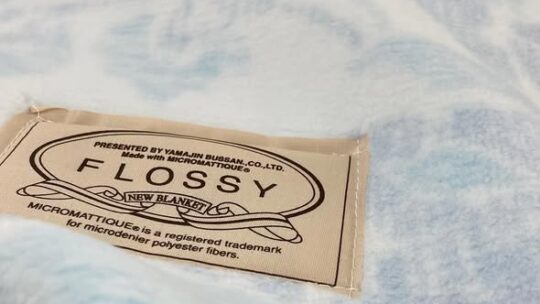 PRESENTED BY YAMAJIN BUSSAN.,CO.,LTD.
Made with MICROMATTIQUE®
FLOSSY
NEW BLANKET
MICROMATTIQUE® is a registered trademark
for microdenier polyester fibers.